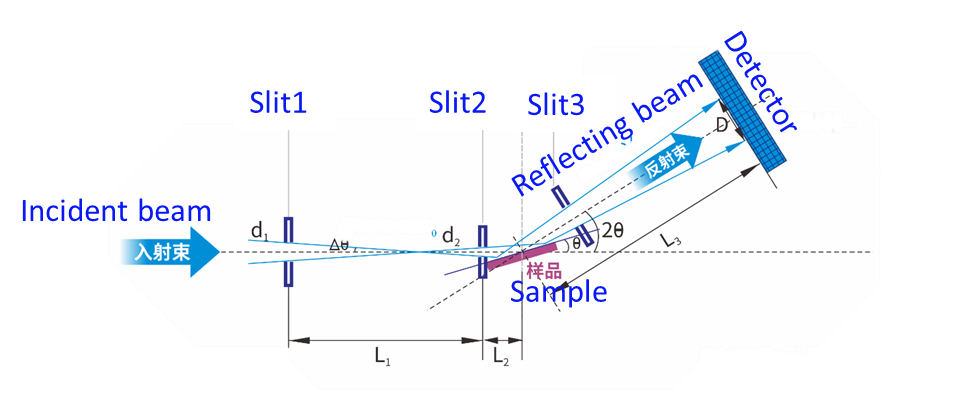 Slit1
Slit2
Slit3
Reflecting beam
Detector
D
反射束
Incident beam
入射束
d₁
Δθ
θ
d₂
θ
2θ
L₃
样品
Sample
L₁
L₂